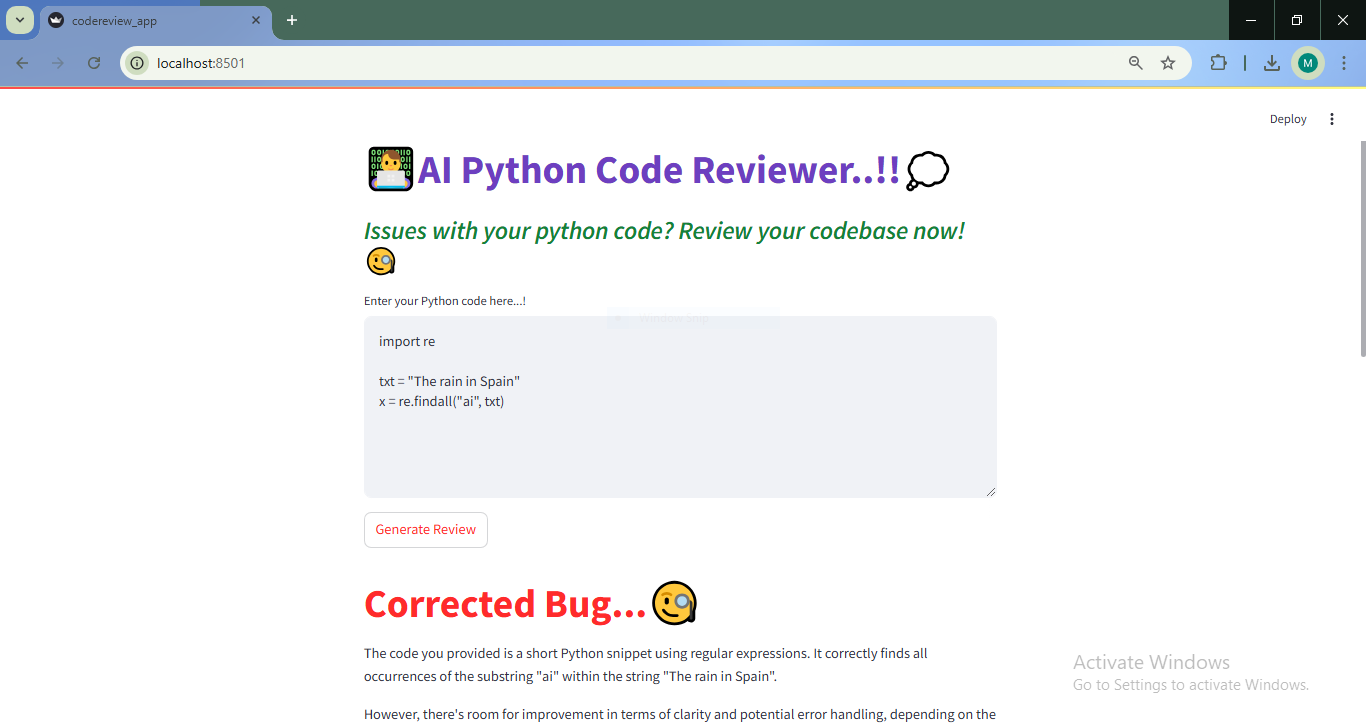 codereview_app
localhost:8501
M
Deploy
AI Python Code Reviewer..!!
Issues with your python code? Review your codebase now!
Enter your Python code here...!
import re
txt = "The rain in Spain"
x = re.findall("ai", txt)
Generate Review
Corrected Bug...
The code you provided is a short Python snippet using regular expressions. It correctly finds all
occurrences of the substring "ai" within the string "The rain in Spain".
However, there's room for improvement in terms of clarity and potential error handling, depending on the
Activate Windows
Go to Settings to activate Windows.